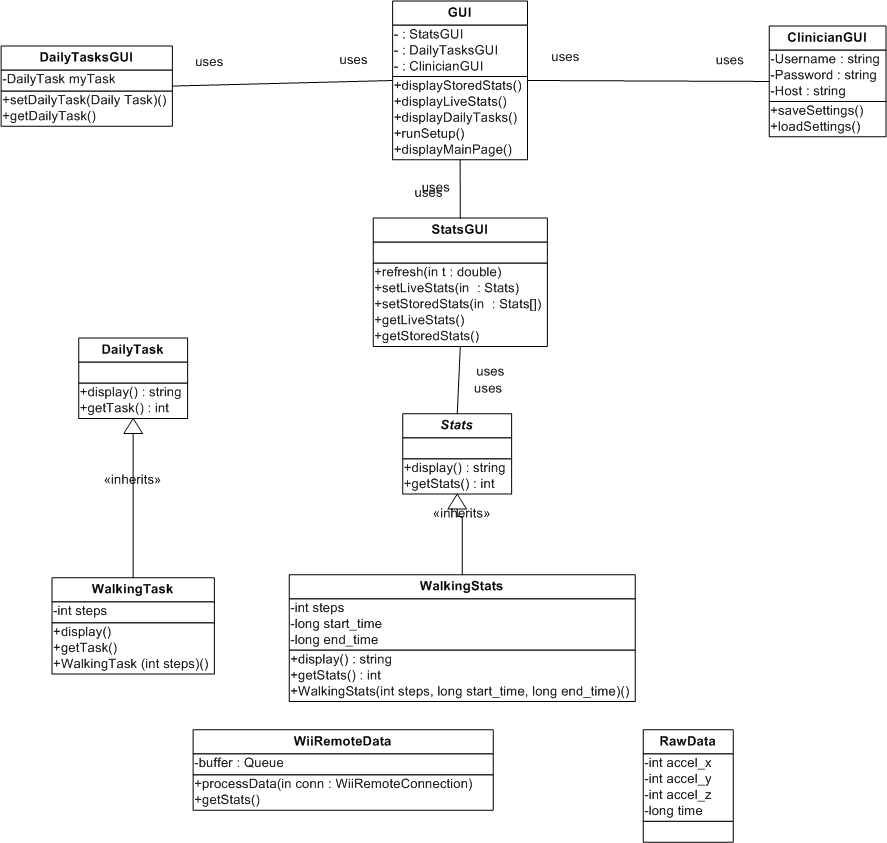 GUI
- : StatsGUI
- : DailyTasksGUI
- : ClinicianGUI
+displayStoredStats()
+displayLiveStats()
+displayDailyTasks()
+runSetup()
+displayMainPage()
DailyTasksGUI
-DailyTask myTask
+setDailyTask(Daily Task)()
+getDailyTask()
uses
uses
uses
uses
ClinicianGUI
-Username : string
-Password : string
-Host : string
+saveSettings()
+loadSettings()
uses
uses
StatsGUI
+refresh(in t : double)
+setLiveStats(in  : Stats)
+setStoredStats(in  : Stats[])
+getLiveStats()
+getStoredStats()
uses
uses
DailyTask
+display() : string
+getTask() : int
«inherits»
Stats
+display() : string
+getStats() : int
«inherits»
WalkingTask
-int steps
+display()
+getTask()
+WalkingTask (int steps)()
WalkingStats
-int steps
-long start_time
-long end_time
+display() : string
+getStats() : int
+WalkingStats(int steps, long start_time, long end_time)()
WiiRemoteData
-buffer : Queue
+processData(in conn : WiiRemoteConnection)
+getStats()
RawData
-int accel_x
-int accel_y
-int accel_z
-long time